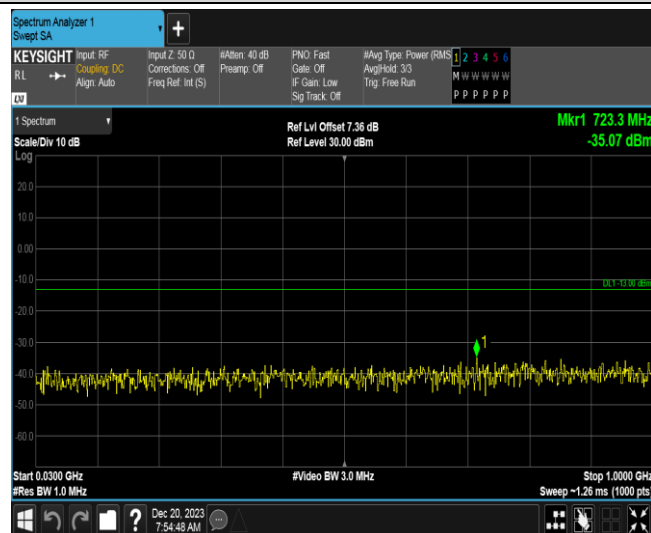 Spectrum Analyzer 1
Swept SA
+
KEYSIGHT
RL
Input: RF
Coupling: DC
Align: Auto
Input Z: 50 Ω
Corrections: Off
Freq Ref: Int (S)
#Atten: 40 dB
Preamp: Off
PNO: Fast
Gate: Off
IF Gain: Low
Sig Track: Off
#Avg Type: Power (RMS
Avg|Hold: 3/3
Trig: Free Run
1 2 3 4 5 6
M W W W W W
P P P P P P
LXI
1 Spectrum
Scale/Div 10 dB
Log
Ref Lvl Offset 7.36 dB
Ref Level 30.00 dBm
Mkr1 723.3 MHz
-35.07 dBm
20.0
10.0
0.00
-10.0
DL1 -13.00 dBm
-20.0
-30.0
1
-40.0
-50.0
-60.0
Start 0.0300 GHz
#Res BW 1.0 MHz
#Video BW 3.0 MHz
Stop 1.0000 GHz
Sweep ~1.26 ms (1000 pts)
?
Dec 20, 2023
7:54:48 AM